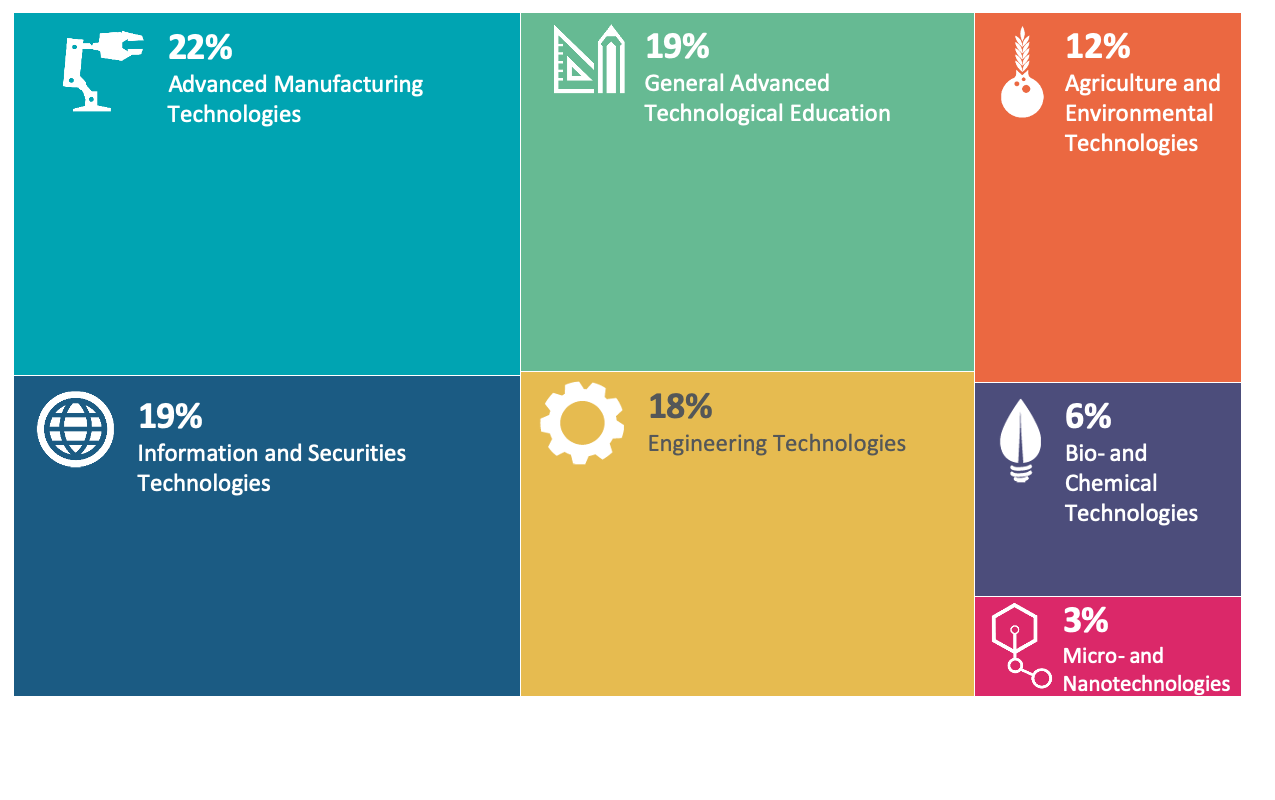 22%
Advanced Manufacturing
Technologies
19%
General Advanced
Technological Education
12%
Agriculture and
Environmental
Technologies
19%
Information and Securities
Technologies
18%
Engineering Technologies
6%
Bio- and
Chemical
Technologies
3%
Micro- and
Nanotechnologies